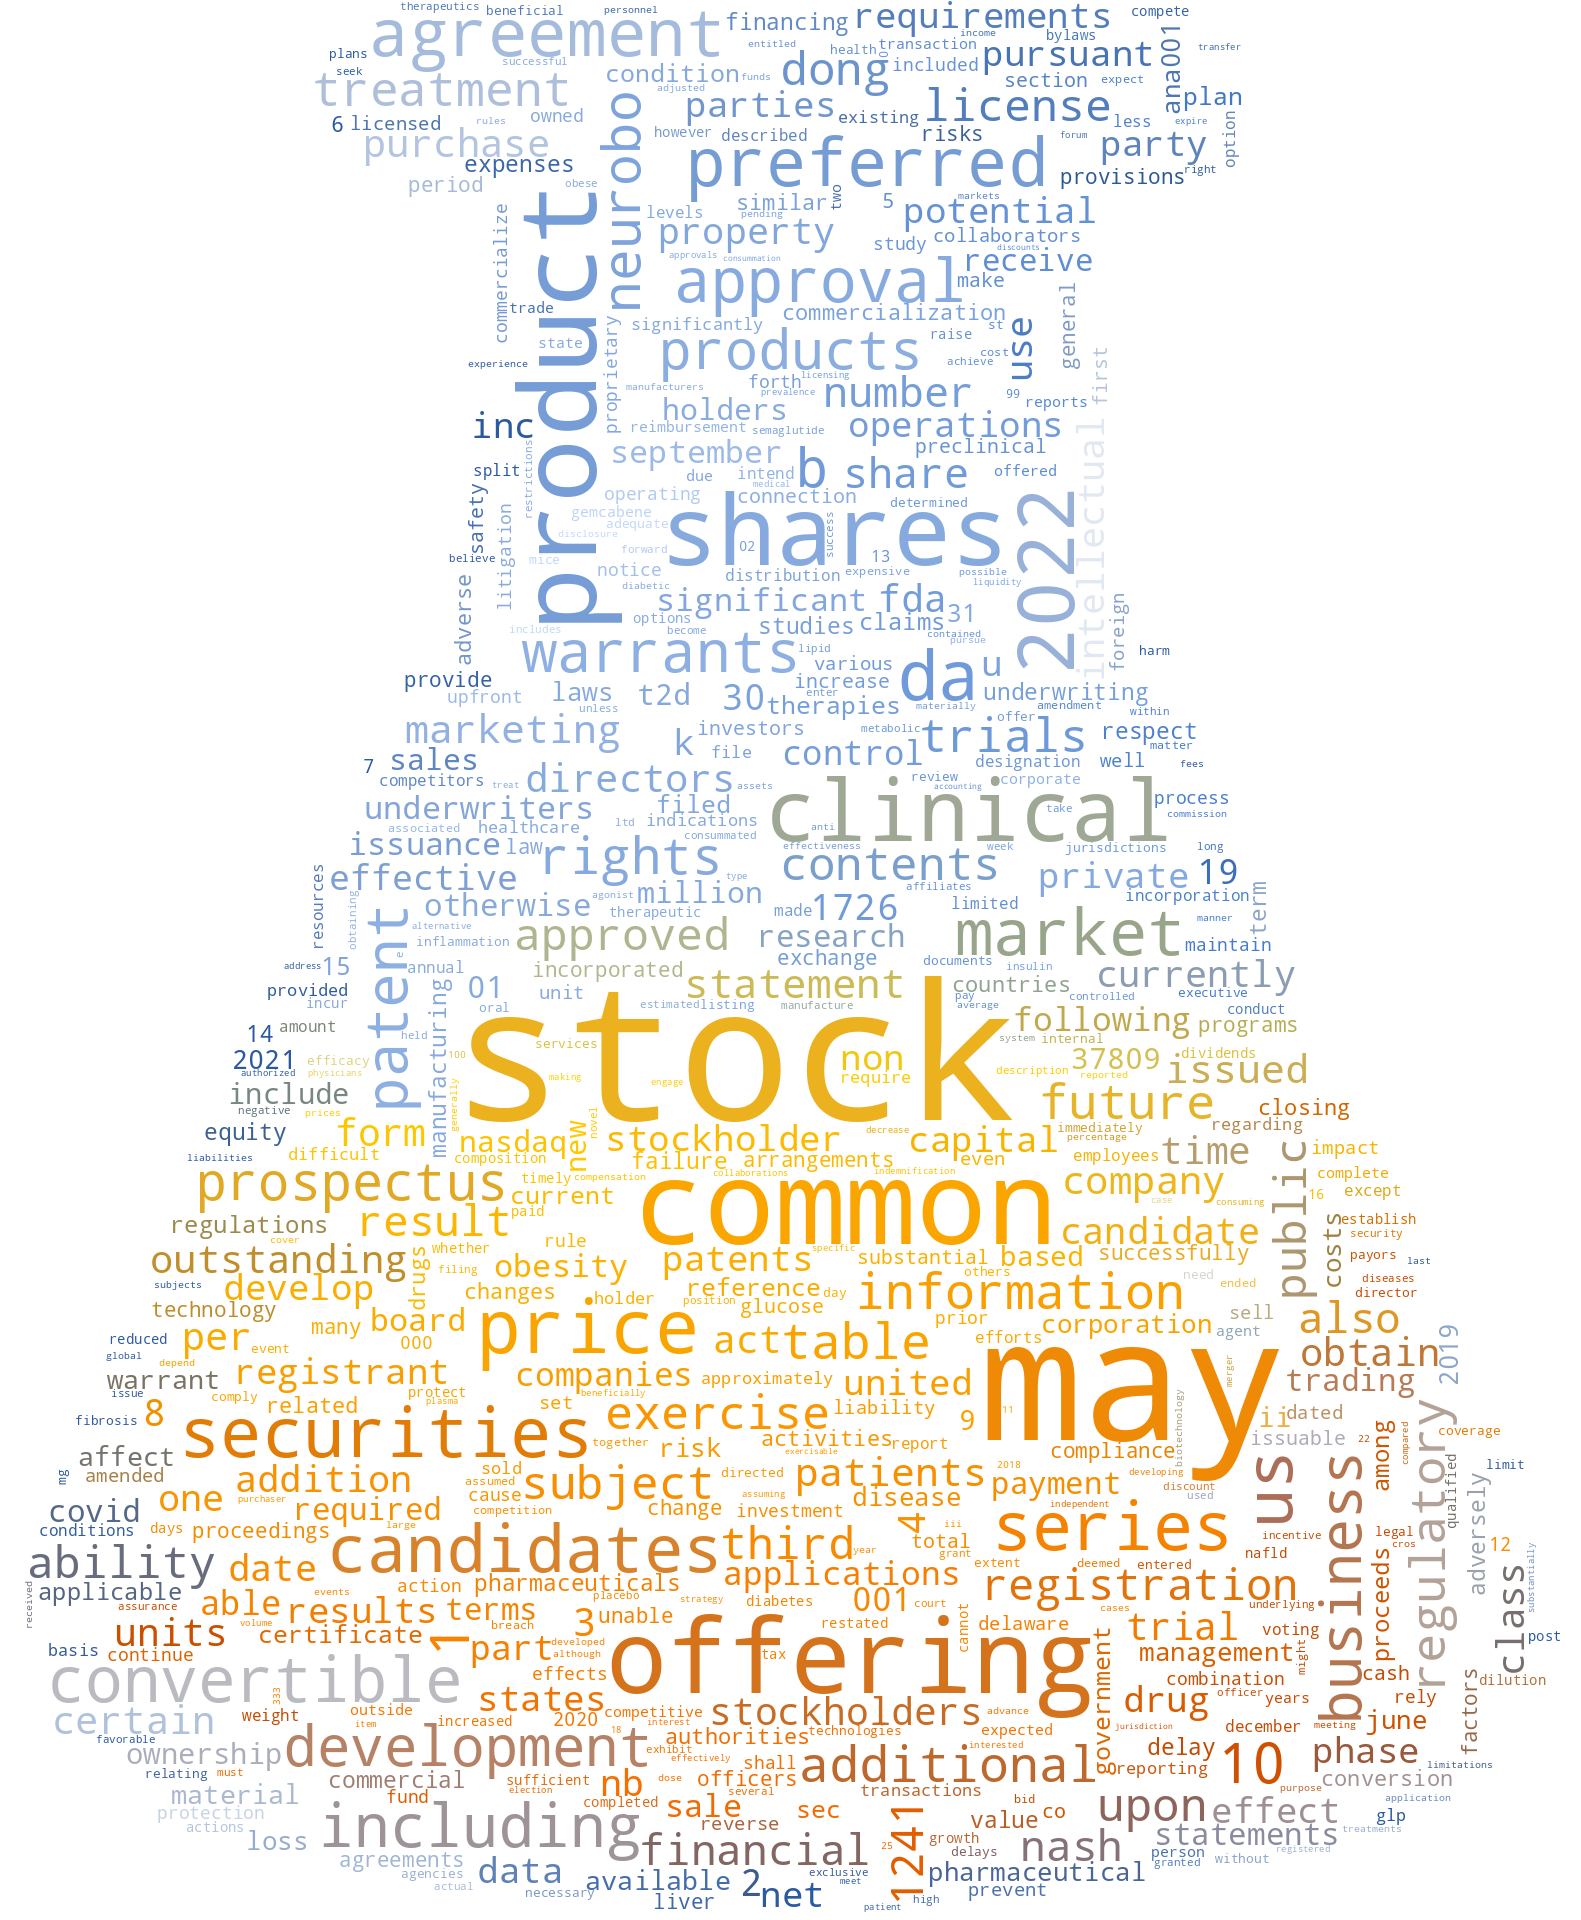 therapeutics beneficial personnel compete
agreement financing requirements
plans entitled health transaction income bylaws transfer
seek successful condition funds dong 0 included pursuant ana001
treatment adjusted section expect
6 licensed rules owned parties existing license less expire plan
purchase neurobo however described risks forum party option
expenses preferred provisions right
period obese two
commercialize product levels similar pending markets 5 potential
property study collaborators
approvals consummation discounts receive
approval make general
trade commercialization
proprietary significantly raise st use
state products cost
experience manufacturers forth licensing achieve first
prevalence number 99 reports
inc holders operations
reimbursement semaglutide preclinical
restrictions september b share intellectual
split due intend offered
safety operating medical
connection determined 2022
litigation gemcabene adequate shares
disclosure 02 success 13
believe mice forward possible
notice distribution expensive liquidity
adverse diabetic significant fda 31 foreign
options claims
includes become studies contained pursue harm
warrants lipid various da u
provide increase
upfront laws t2d 30 enter therapies underwriting
unless materially amendment within
marketing investors metabolic offer trials respect
k file control matter
7 sales designation well fees
competitors treat directors assets review corporate
accounting clinical process
underwriters filed take commission
associated healthcare ltd indications anti
issuance law rights consummated effectiveness week jurisdictions long
effective contents private 19
resources obtaining type affiliates
agonist million incorporation
otherwise therapeutic made 1726 limited term
patent alternative manner
e inflammation approved research market maintain
address 15 annual incorporated exchange documents insulin currently
provided 01 statement countries
incur manufacturing unit pay controlled executive
oral estimated listing manufacture average conduct
14 amount held stock following programs
services system internal
2021 efficacy 100 non 37809 dividends
authorized physicians making engage require description reported issued
include generally
negative prices novel future closing
equity form nasdaq new stockholder decrease capital immediately regarding
percentage
liabilities difficult composition failure arrangements even employees time public impact
prospectus timely compensation collaborations indemnification company complete
current common case consuming 16 except
regulations result paid candidate costs establish
cover rule specific security
outstanding whether patents substantial based successfully payors last
drugs filing obesity others need
subjects develop changes reference information ended diseases
holder position day director
technology glucose sell
many board price prior corporation also
reduced per 000 act table efforts agent
global event may obtain 2019
depend registrant companies approximately united merger
warrant trading
issue comply protect set beneficially
fibrosis 8 related plasma exercise liability 9 11 ii dated
securities together activities report biotechnology issuable 22 compared coverage
affect risk exercisable compliance among regulatory
mg amended sold 2018 developing us business limit
addition assumed subject directed patients payment discount qualified adversely
purchaser cause assuming disease used
covid one required competition change investment independent
conditions days proceedings large 4 iii series incentive legal 12
candidates third total cros
ability date year grant extent deemed entered nafld class substantially
applicable action pharmaceuticals applications registration proceeds
received assurance able events placebo strategy diabetes 001 court cases underlying
results terms unable restated cannot delaware trial voting
units volume certificate breach 3
basis 1 part developed tax offering government management might post
continue although
convertible effects combination cash dilution
333 states officer years rely
weight outside competitive stockholders advance drug factors
certain item increased 2020 interest technologies expected jurisdiction december meeting june
favorable 18 authorities
ownership development exhibit effectively interested delay phase limitations
relating must commercial sufficient dose shall additional reporting
material election nb several officers transactions 10 purpose conversion
fund completed bid application
protection sale sec value co upon effect glp
actions including reverse 12241 growth treatments
loss financial 25 delays nash statements
agreements person registered
agencies data exclusive pharmaceutical granted without
actual available meet
necessary 2 net prevent
liver high
patient